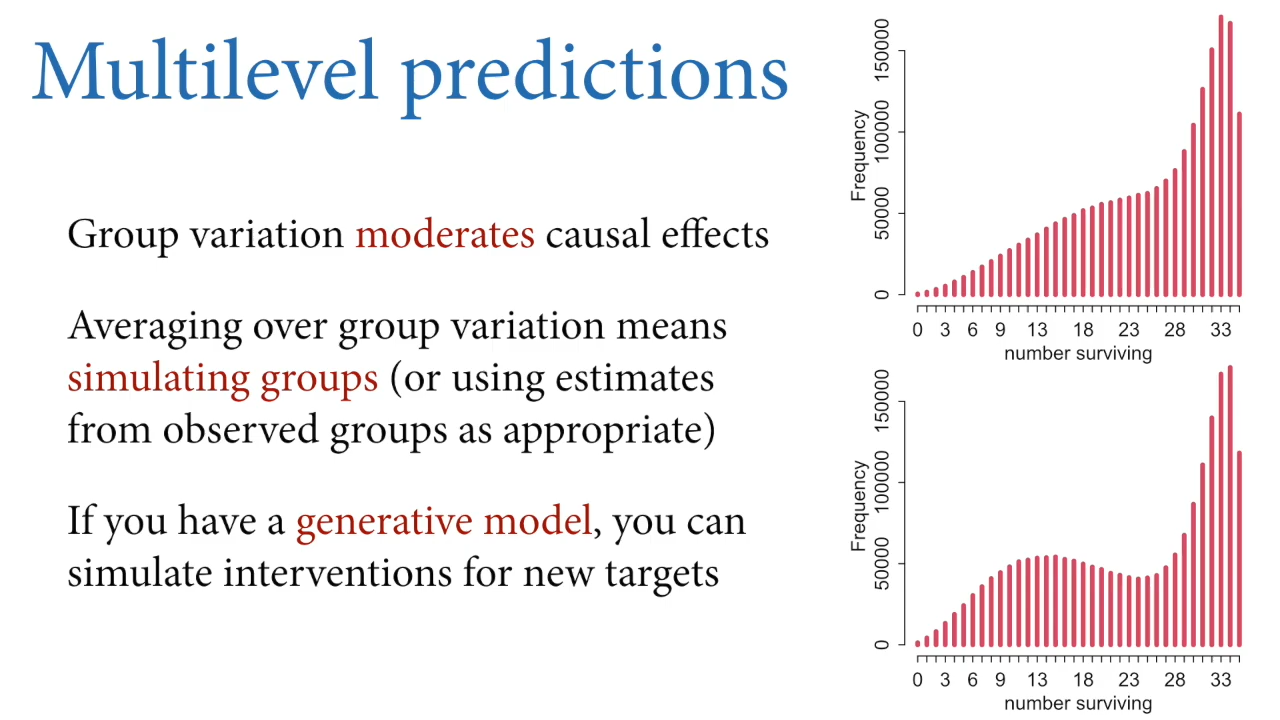 Multilevel predictions
Group variation moderates causal effects
Averaging over group variation means
simulating groups (or using estimates
from observed groups as appropriate)
If you have a generative model, you can
simulate interventions for new targets
Frequency
0 50000 100000 150000
0 3 6 9 13 18 23 28 33
number surviving
Frequency
0 50000 100000 150000
0 3 6 9 13 18 23 28 33
number surviving